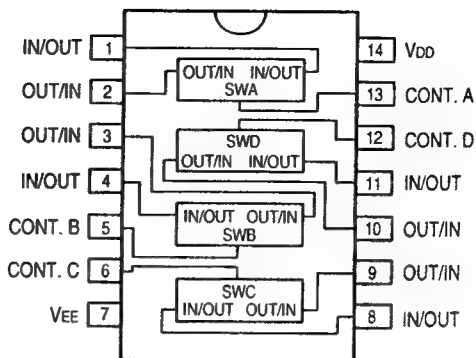 IN/OUT 1
OUT/IN 2
OUT/IN 3
IN/OUT 4
CONT. B 5
CONT. C 6
VEE 7
OUT/IN IN/OUT
SWA
SWD
OUT/IN IN/OUT
IN/OUT OUT/IN
SWB
SWC
IN/OUT OUT/IN
14 VDD
13 CONT. A
12 CONT. D
11 IN/OUT
10 OUT/IN
9 OUT/IN
8 IN/OUT